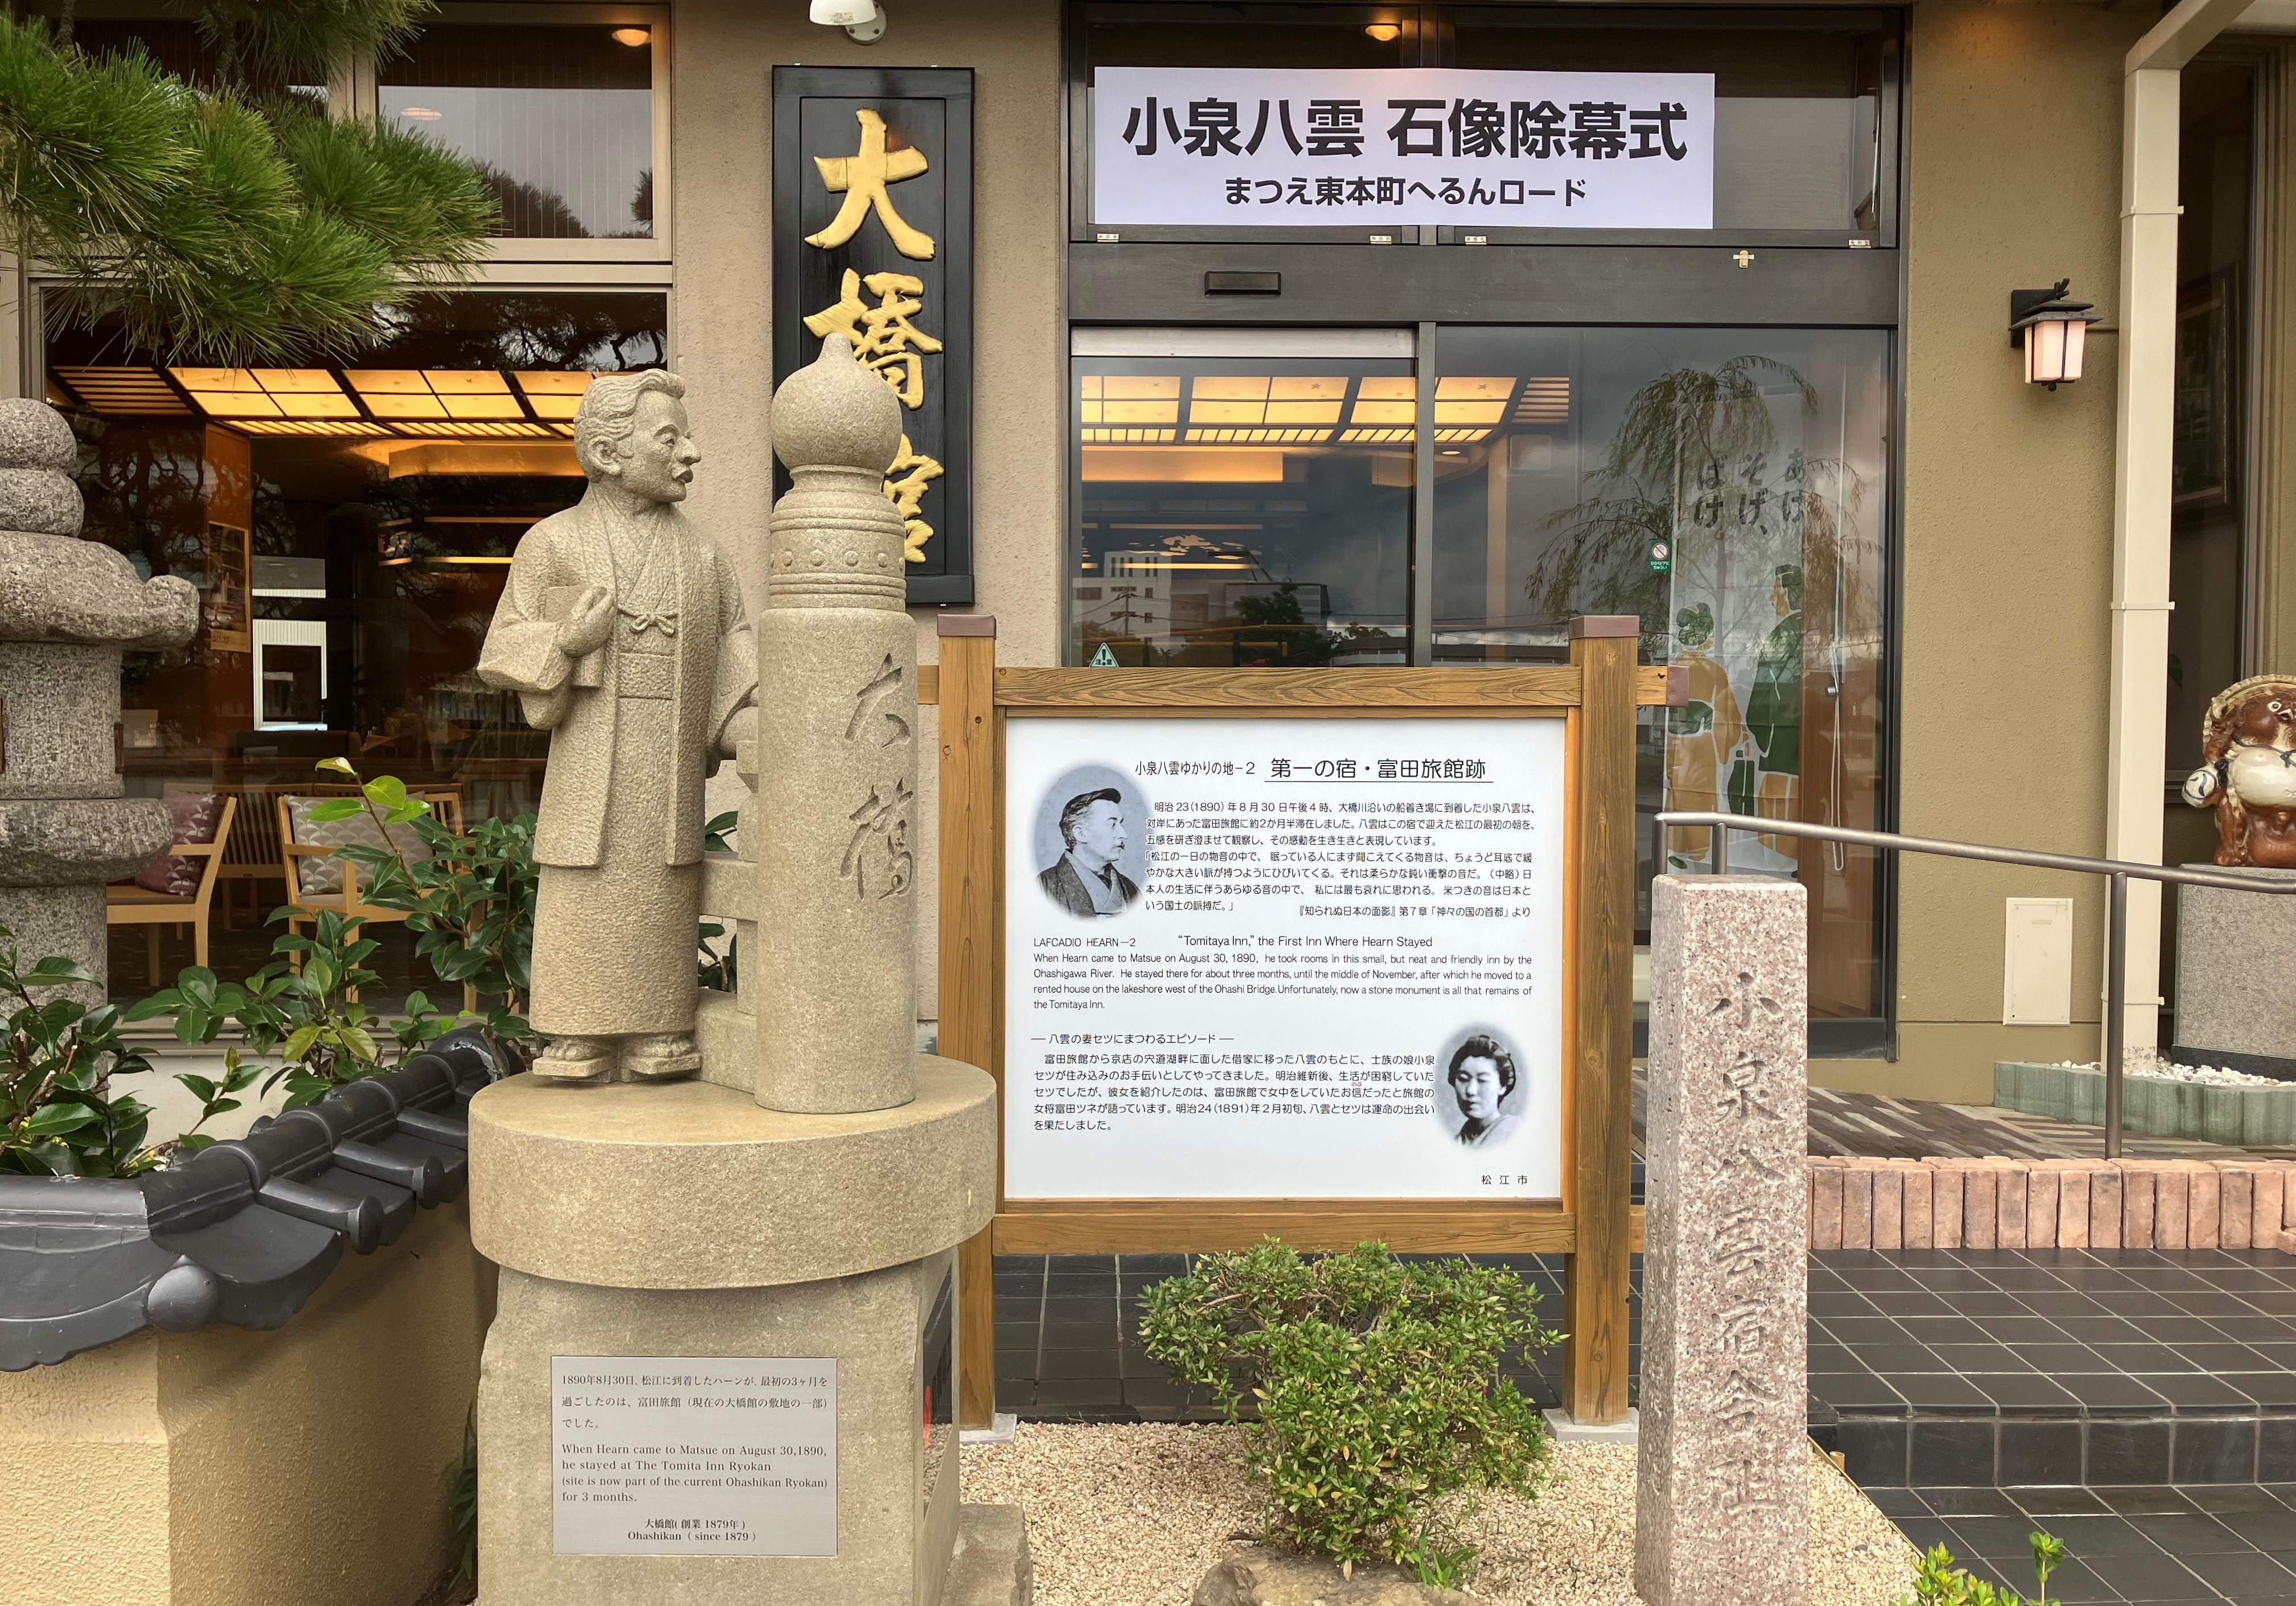 小泉八雲 石像除幕式
まつえ東本町へるんロード
大橋
あけ
そげ、
ばけ
大橋
小泉八雲ゆかりの地−2 第一の宿・富田旅館跡
明治23(1890)年8月30日午後4時、大橋川沿いの船着き場に到着した小泉八雲は、
対岸にあった富田旅館に約2か月半滞在しました。八雲はこの宿で迎えた松江の最初の朝を、
五感を研ぎ澄ませて観察し、その感動を生き生きと表現しています。
「松江の一日の物音の中で、眠っている人にまず聞こえてくる物音は、ちょうど耳底で緩
やかな大きい脈が搏つようにひびいてくる。それは柔らかな鈍い衝撃の音だ。(中略)日
本人の生活に伴うあらゆる音の中で、私には最も哀れに思われる。米つきの音は日本と
いう国土の脈搏だ。」
『知られぬ日本の面影』第7章「神々の国の首都」より
LAFCADIO HEARN−2 “Tomitaya Inn,” the First Inn Where Hearn Stayed
When Hearn came to Matsue on August 30, 1890, he took rooms in this small, but neat and friendly inn by the
Ohashigawa River. He stayed there for about three months, until the middle of November, after which he moved to a
rented house on the lakeshore west of the Ohashi Bridge.Unfortunately, now a stone monument is all that remains of
the Tomitaya Inn.
― 八雲の妻セツにまつわるエピソード ―
富田旅館から京店の宍道湖畔に面した借家に移った八雲のもとに、士族の娘小泉
セツが住み込みのお手伝いとしてやってきました。明治維新後、生活が困窮していた
セツでしたが、彼女を紹介したのは、富田旅館で女中をしていたお信だったと旅館の
女将富田ツネが語っています。明治24(1891)年2月初旬、八雲とセツは運命の出会い
を果たしました。
松江市
小泉八雲宿舎跡
1890年8月30日、松江に到着したハーンが、最初の3ヶ月を
過ごしたのは、富田旅館（現在の大橋館の敷地の一部）
でした。
When Hearn came to Matsue on August 30,1890,
he stayed at The Tomita Inn Ryokan
(site is now part of the current Ohashikan Ryokan)
for 3 months.
大橋館( 創業 1879年 )
Ohashikan ( since 1879 )